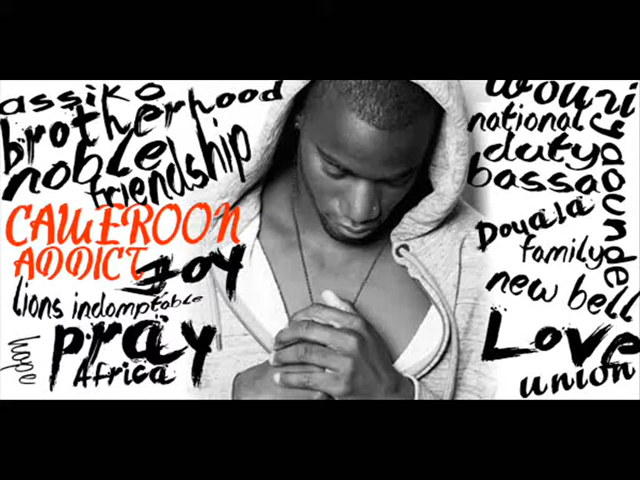 assiko
brotherhood
noble
friendship
CAMEROON
ADDICT
Joy
Lions indomptable
pray
Africa
hope
wouri
national
duty
bassa
yaounde
Douala
family
new bell
Love
union